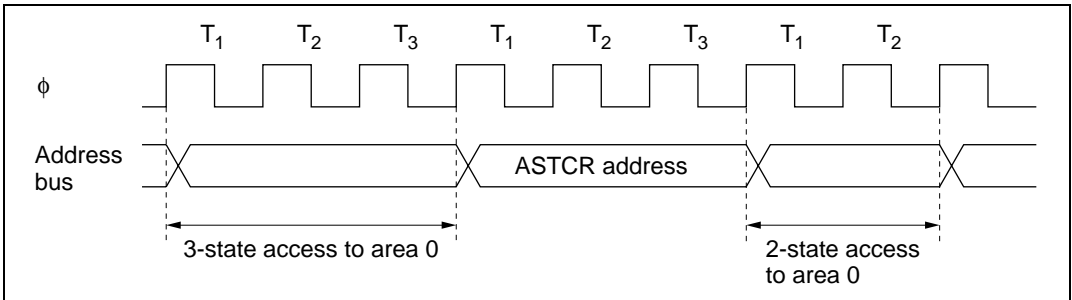 T₁ T₂ T₃ T₁ T₂ T₃ T₁ T₂
ϕ
Address
bus
ASTCR address
3-state access to area 0
2-state access
to area 0